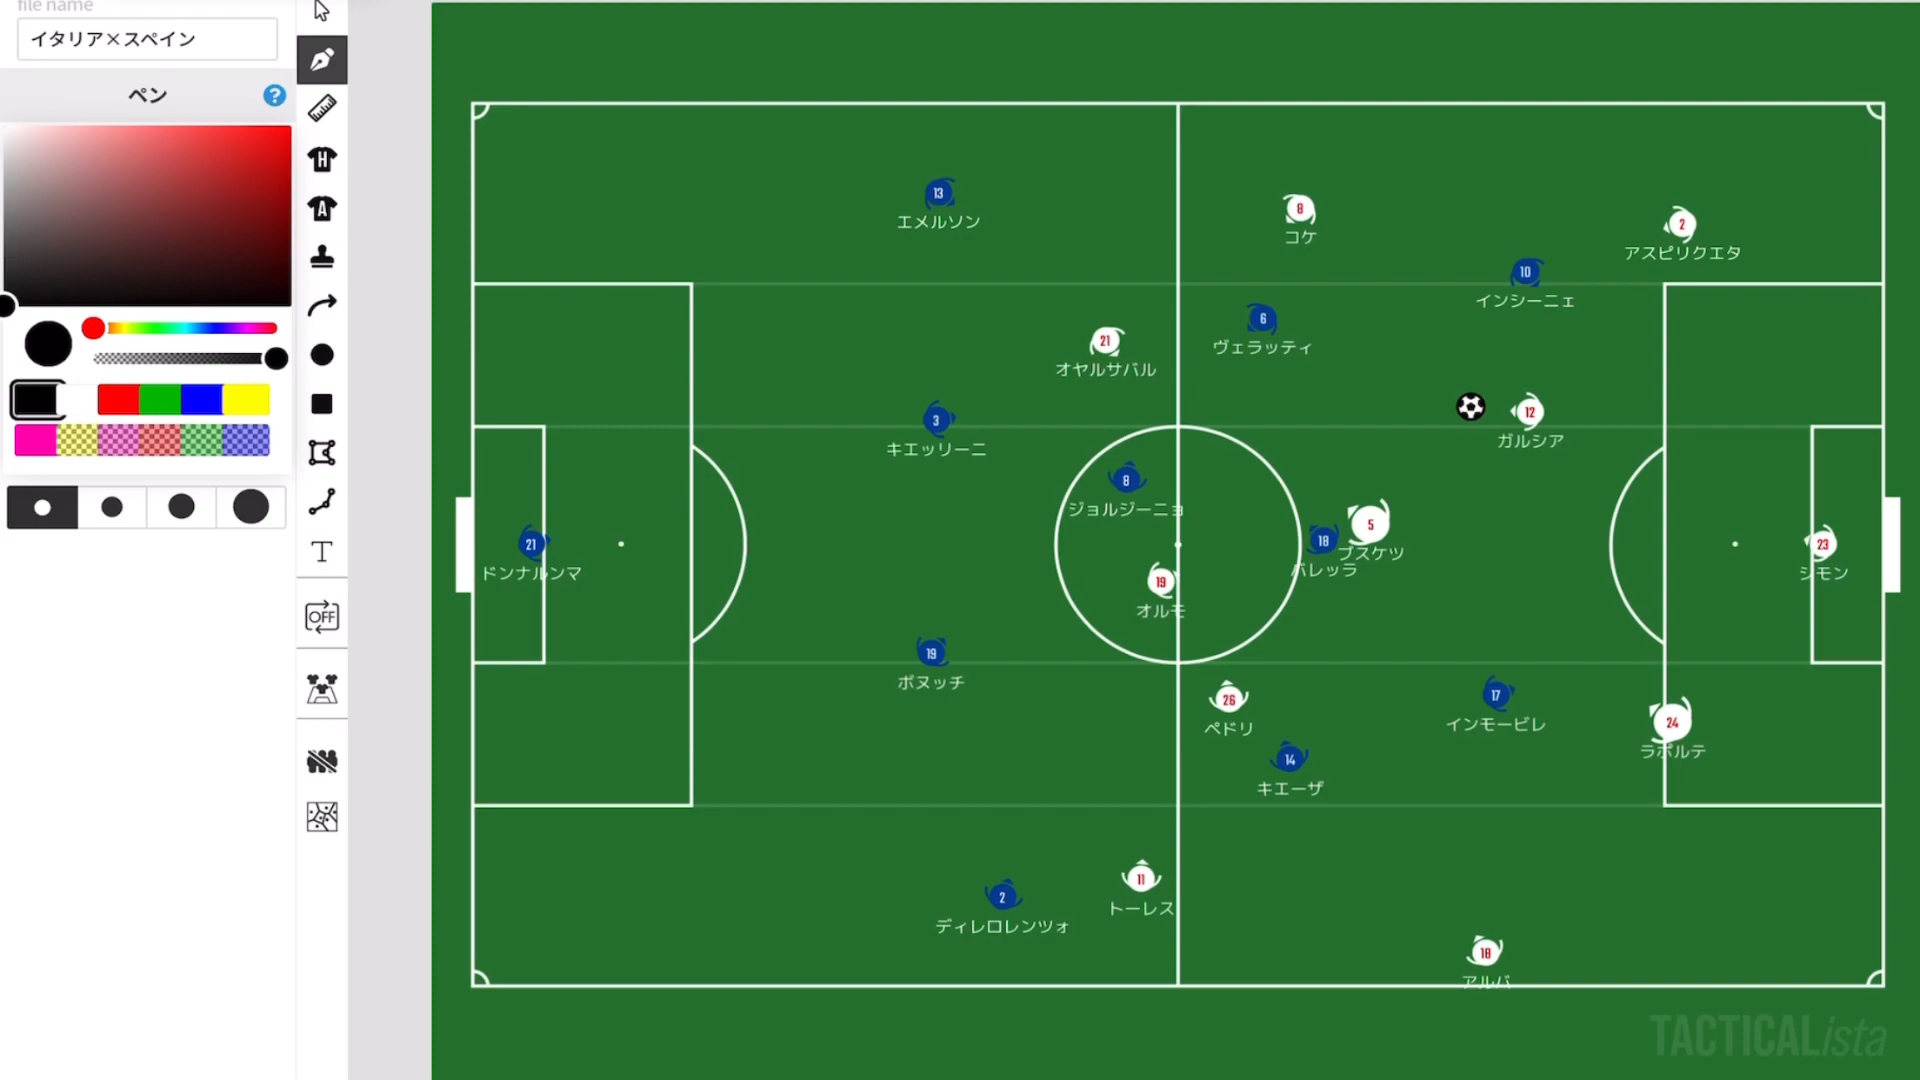 file name
イタリア×スペイン
ペン
?
H
A
T
OFF
13
エメルソン
8
コケ
2
アスピリクエタ
10
インシーニェ
6
ヴェラッティ
21
オヤルサバル
12
ガルシア
3
キエッリーニ
8
ジョルジーニョ
5
ブスケツ
18
バレッラ
21
ドンナルンマ
23
シモン
19
オルモ
19
ボヌッチ
26
ペドリ
17
インモービレ
24
ラポルテ
14
キエーザ
11
トーレス
2
ディレロレンツォ
18
アルバ
TACTICALista